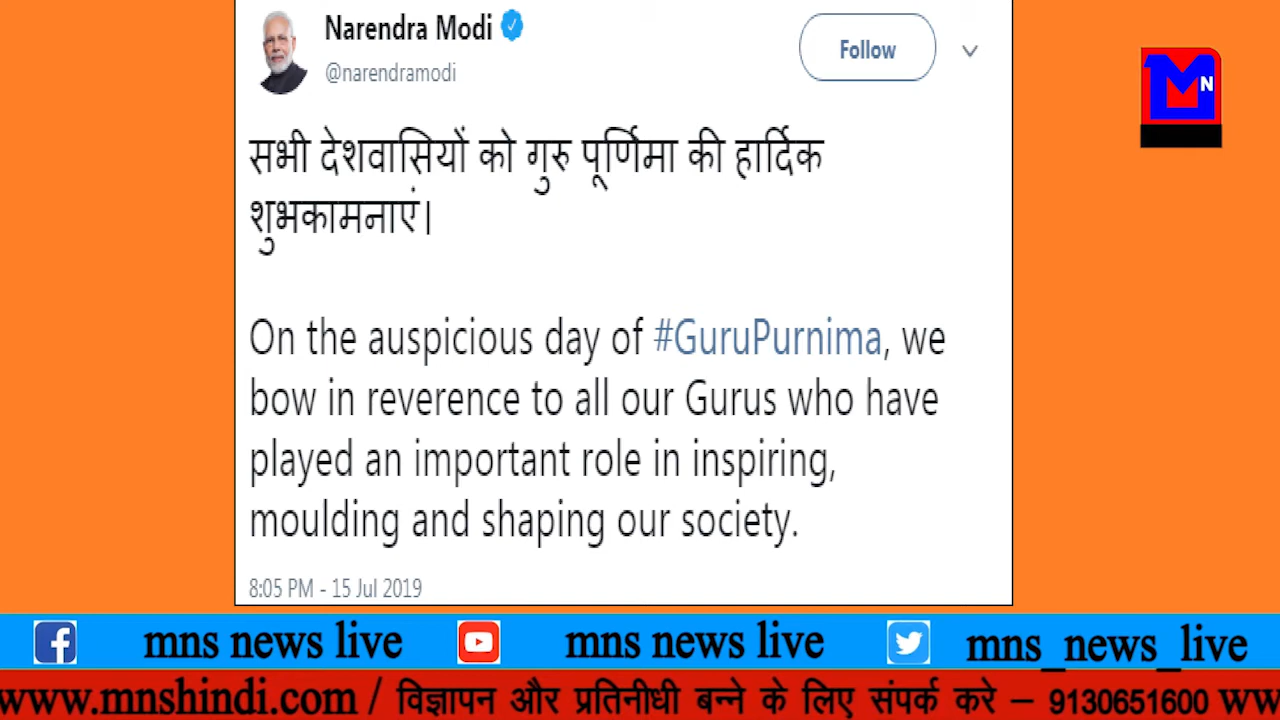 Narendra Modi
@narendramodi
Follow
MN
सभी देशवासियों को गुरु पूर्णिमा की हार्दिक
शुभकामनाएं।
On the auspicious day of #GuruPurnima, we
bow in reverence to all our Gurus who have
played an important role in inspiring,
moulding and shaping our society.
8:05 PM - 15 Jul 2019
mns news live
mns news live
mns_news_live
www.mnshindi.com / विज्ञापन और प्रतिनीधी बन्ने के लिए संपर्क करे – 9130651600 ww